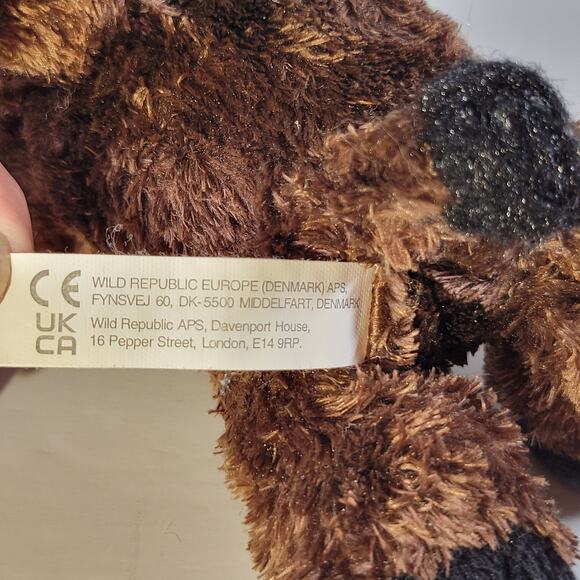 CE
WILD REPUBLIC EUROPE (DENMARK) APS,
FYNSVEJ 60, DK-5500 MIDDELFART, DENMARK
UK
CA
Wild Republic APS, Davenport House,
16 Pepper Street, London, E14 9RP.